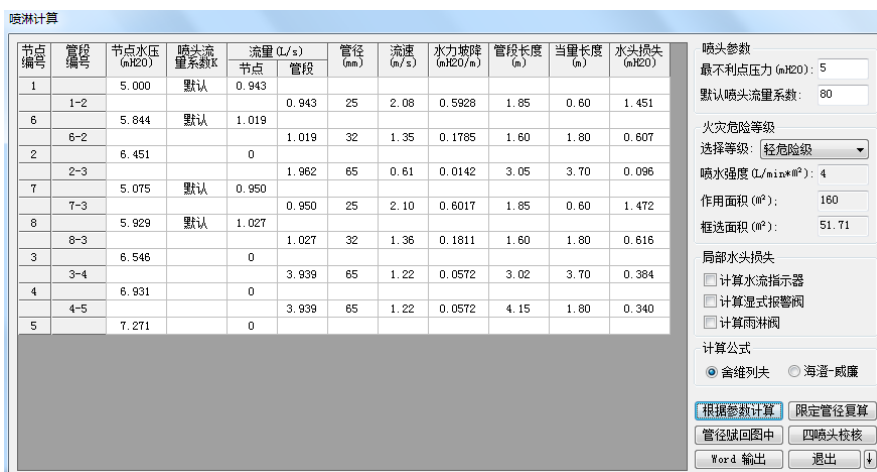 喷淋计算
节点编号 管段编号 节点水压(mH2O) 喷头流量系数K 流量(L/s) 管径(mm) 流速(m/s) 水力坡降(mH2O/m) 管段长度(m) 当量长度(m) 水头损失(mH2O)
节点 管段
1 5.000 默认 0.943
1-2 0.943 25 2.08 0.5928 1.85 0.60 1.451
6 5.844 默认 1.019
6-2 1.019 32 1.35 0.1785 1.60 1.80 0.607
2 6.451 0
2-3 1.962 65 0.61 0.0142 3.05 3.70 0.096
7 5.075 默认 0.950
7-3 0.950 25 2.10 0.6017 1.85 0.60 1.472
8 5.929 默认 1.027
8-3 1.027 32 1.36 0.1811 1.60 1.80 0.616
3 6.546 0
3-4 3.939 65 1.22 0.0572 3.02 3.70 0.384
4 6.931 0
4-5 3.939 65 1.22 0.0572 4.15 1.80 0.340
5 7.271 0
喷头参数
最不利点压力(mH2O): 5
默认喷头流量系数: 80
火灾危险等级
选择等级: 轻危险级
喷水强度(L/min*m²): 4
作用面积(m²): 160
框选面积(m²): 51.71
局部水头损失
计算水流指示器
计算湿式报警阀
计算雨淋阀
计算公式
舍维列夫 海澄-威廉
根据参数计算 限定管径复算
管径赋回图中 四喷头校核
Word 输出 退出 ↓